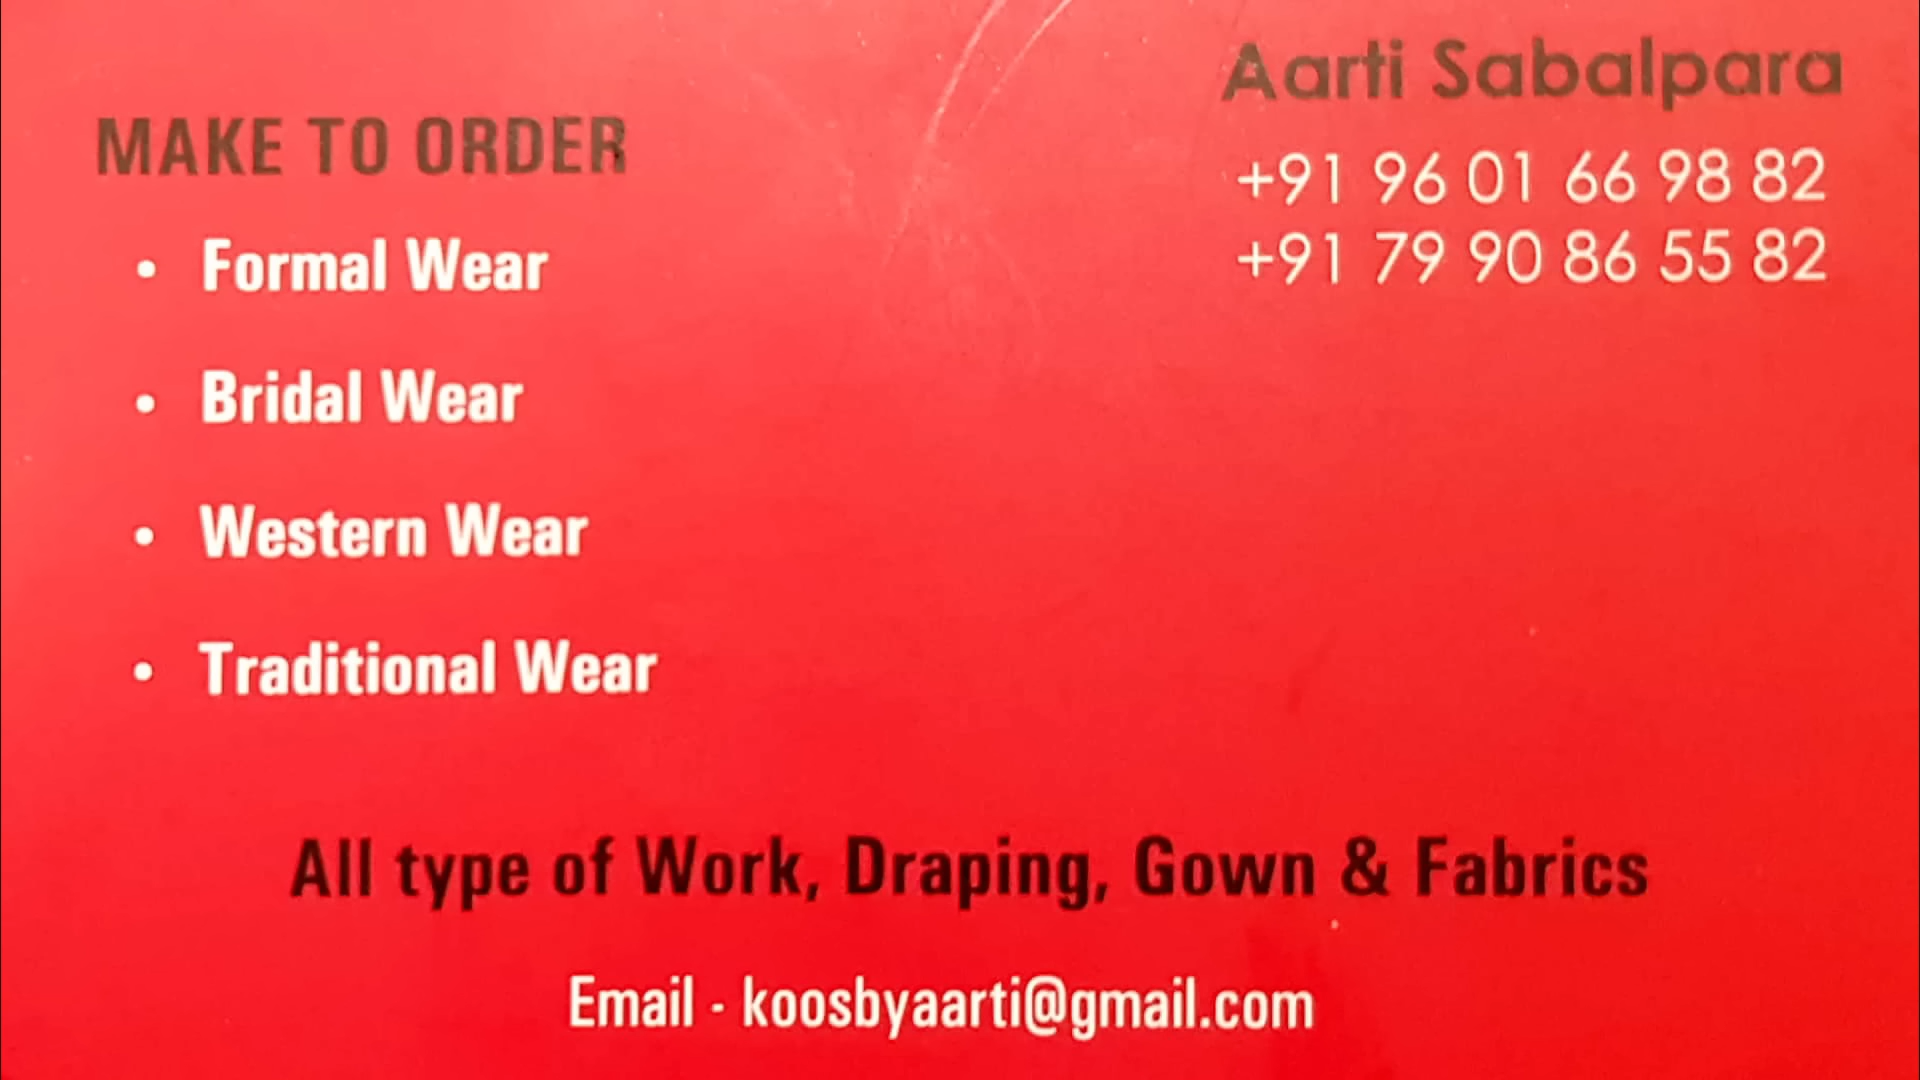 Aarti Sabalpara
+91 96 01 66 98 82
+91 79 90 86 55 82
MAKE TO ORDER
• Formal Wear
• Bridal Wear
• Western Wear
• Traditional Wear
All type of Work, Draping, Gown & Fabrics
Email - koosbyaarti@gmail.com